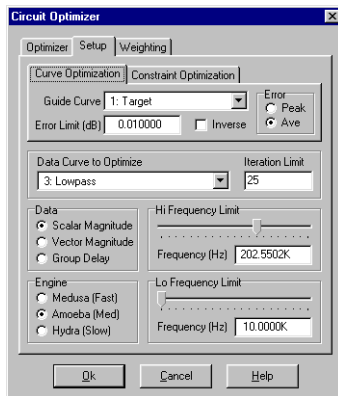 Circuit Optimizer
Optimizer Setup Weighting
Curve Optimization Constraint Optimization
Guide Curve 1: Target
Error Limit (dB) 0.010000 Inverse
Error
Peak
Ave
Data Curve to Optimize
3: Lowpass
Iteration Limit
25
Data
Scalar Magnitude
Vector Magnitude
Group Delay
Hi Frequency Limit
Frequency (Hz) 202.5502K
Engine
Medusa (Fast)
Amoeba (Med)
Hydra (Slow)
Lo Frequency Limit
Frequency (Hz) 10.0000K
Ok Cancel Help